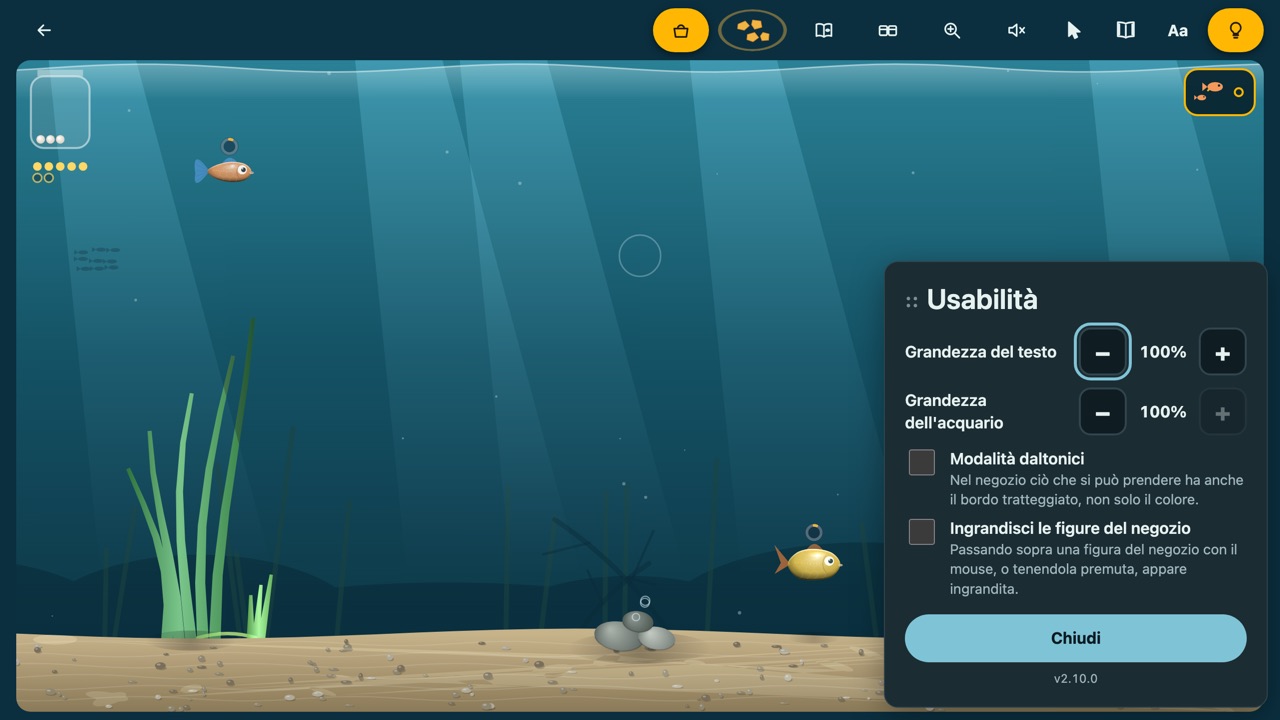 Aa
Usabilità
Grandezza del testo
100%
Grandezza
dell'acquario
100%
Modalità daltonici
Nel negozio ciò che si può prendere ha anche
il bordo tratteggiato, non solo il colore.
Ingrandisci le figure del negozio
Passando sopra una figura del negozio con il
mouse, o tenendola premuta, appare
ingrandita.
Chiudi
v2.10.0